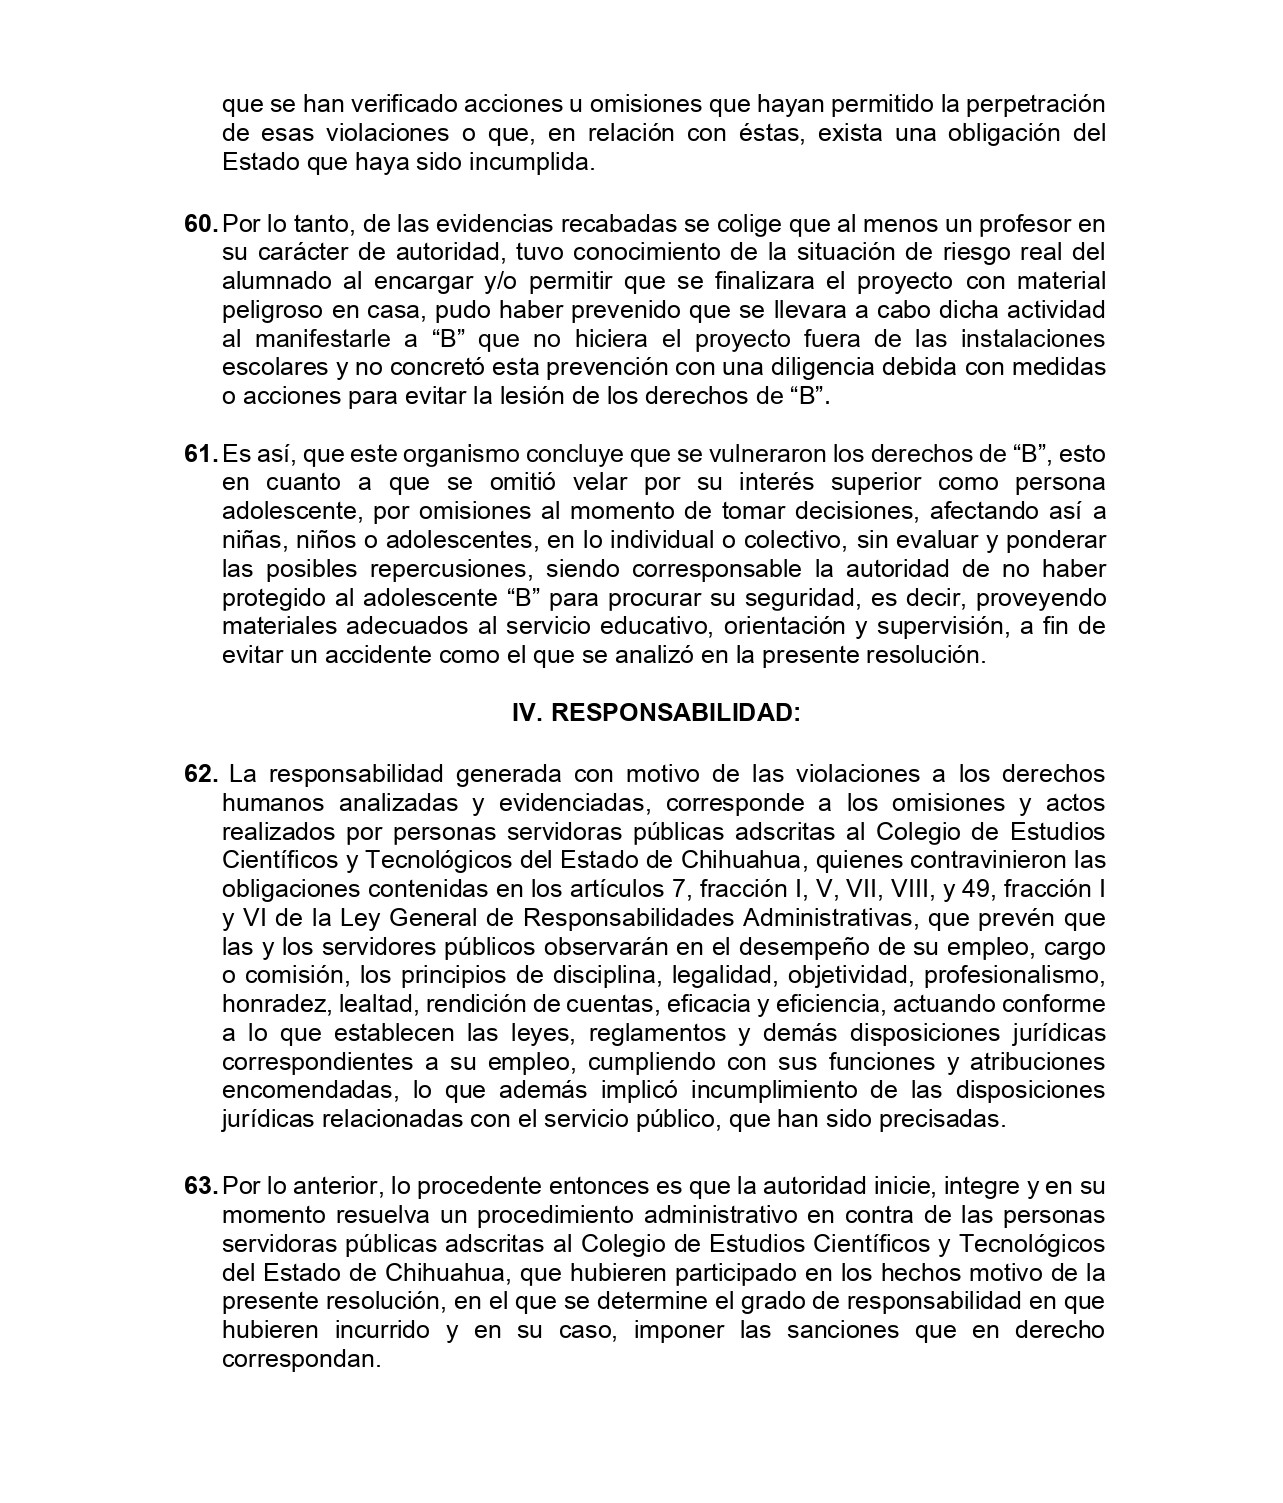 que se han verificado acciones u omisiones que hayan permitido la perpetración
de esas violaciones o que, en relación con éstas, exista una obligación del
Estado que haya sido incumplida.
60. Por lo tanto, de las evidencias recabadas se colige que al menos un profesor en
su carácter de autoridad, tuvo conocimiento de la situación de riesgo real del
alumnado al encargar y/o permitir que se finalizara el proyecto con material
peligroso en casa, pudo haber prevenido que se llevara a cabo dicha actividad
al manifestarle a “B” que no hiciera el proyecto fuera de las instalaciones
escolares y no concretó esta prevención con una diligencia debida con medidas
o acciones para evitar la lesión de los derechos de “B”.
61. Es así, que este organismo concluye que se vulneraron los derechos de “B”, esto
en cuanto a que se omitió velar por su interés superior como persona
adolescente, por omisiones al momento de tomar decisiones, afectando así a
niñas, niños o adolescentes, en lo individual o colectivo, sin evaluar y ponderar
las posibles repercusiones, siendo corresponsable la autoridad de no haber
protegido al adolescente “B” para procurar su seguridad, es decir, proveyendo
materiales adecuados al servicio educativo, orientación y supervisión, a fin de
evitar un accidente como el que se analizó en la presente resolución.
IV. RESPONSABILIDAD:
62. La responsabilidad generada con motivo de las violaciones a los derechos
humanos analizadas y evidenciadas, corresponde a los omisiones y actos
realizados por personas servidoras públicas adscritas al Colegio de Estudios
Científicos y Tecnológicos del Estado de Chihuahua, quienes contravinieron las
obligaciones contenidas en los artículos 7, fracción I, V, VII, VIII, y 49, fracción I
y VI de la Ley General de Responsabilidades Administrativas, que prevén que
las y los servidores públicos observarán en el desempeño de su empleo, cargo
o comisión, los principios de disciplina, legalidad, objetividad, profesionalismo,
honradez, lealtad, rendición de cuentas, eficacia y eficiencia, actuando conforme
a lo que establecen las leyes, reglamentos y demás disposiciones jurídicas
correspondientes a su empleo, cumpliendo con sus funciones y atribuciones
encomendadas, lo que además implicó incumplimiento de las disposiciones
jurídicas relacionadas con el servicio público, que han sido precisadas.
63. Por lo anterior, lo procedente entonces es que la autoridad inicie, integre y en su
momento resuelva un procedimiento administrativo en contra de las personas
servidoras públicas adscritas al Colegio de Estudios Científicos y Tecnológicos
del Estado de Chihuahua, que hubieren participado en los hechos motivo de la
presente resolución, en el que se determine el grado de responsabilidad en que
hubieren incurrido y en su caso, imponer las sanciones que en derecho
correspondan.